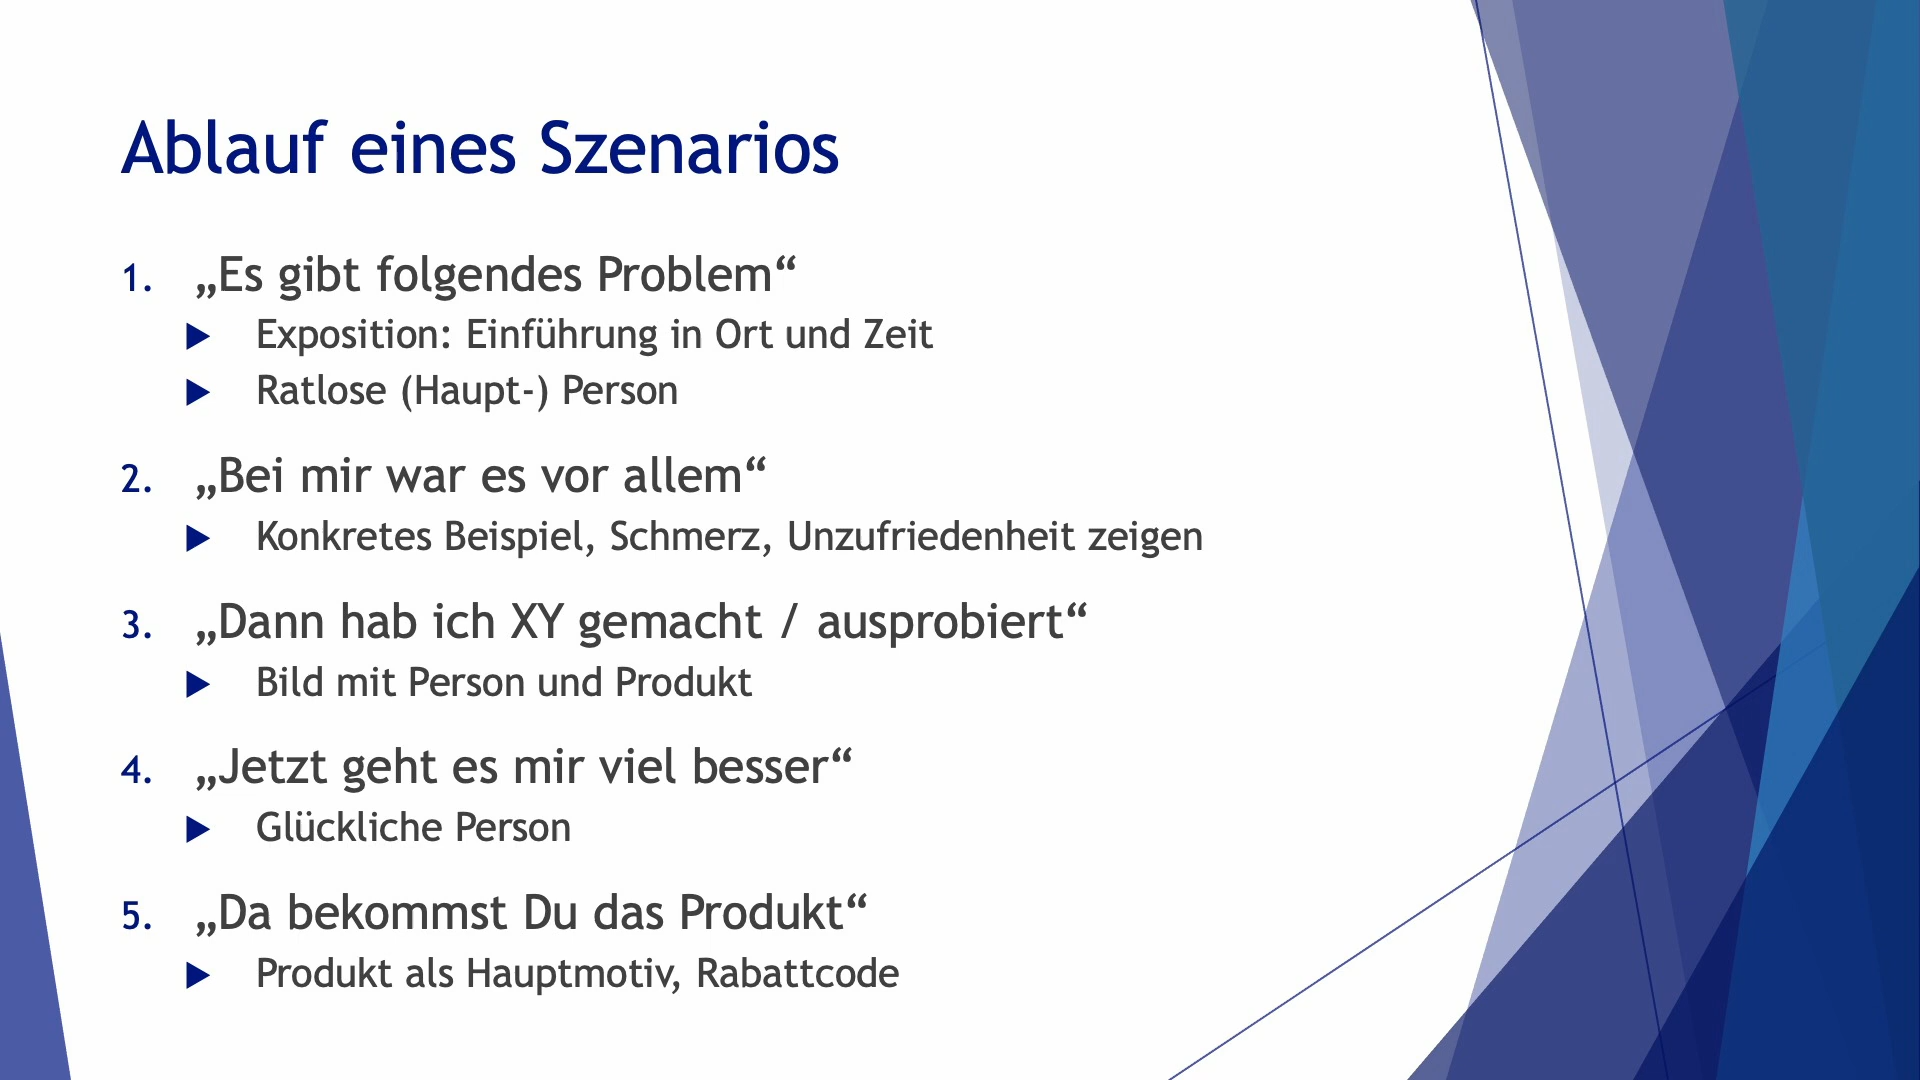 Ablauf eines Szenarios
1. „Es gibt folgendes Problem“
▶ Exposition: Einführung in Ort und Zeit
▶ Ratlose (Haupt-) Person
2. „Bei mir war es vor allem“
▶ Konkretes Beispiel, Schmerz, Unzufriedenheit zeigen
3. „Dann hab ich XY gemacht / ausprobiert“
▶ Bild mit Person und Produkt
4. „Jetzt geht es mir viel besser“
▶ Glückliche Person
5. „Da bekommst Du das Produkt“
▶ Produkt als Hauptmotiv, Rabattcode